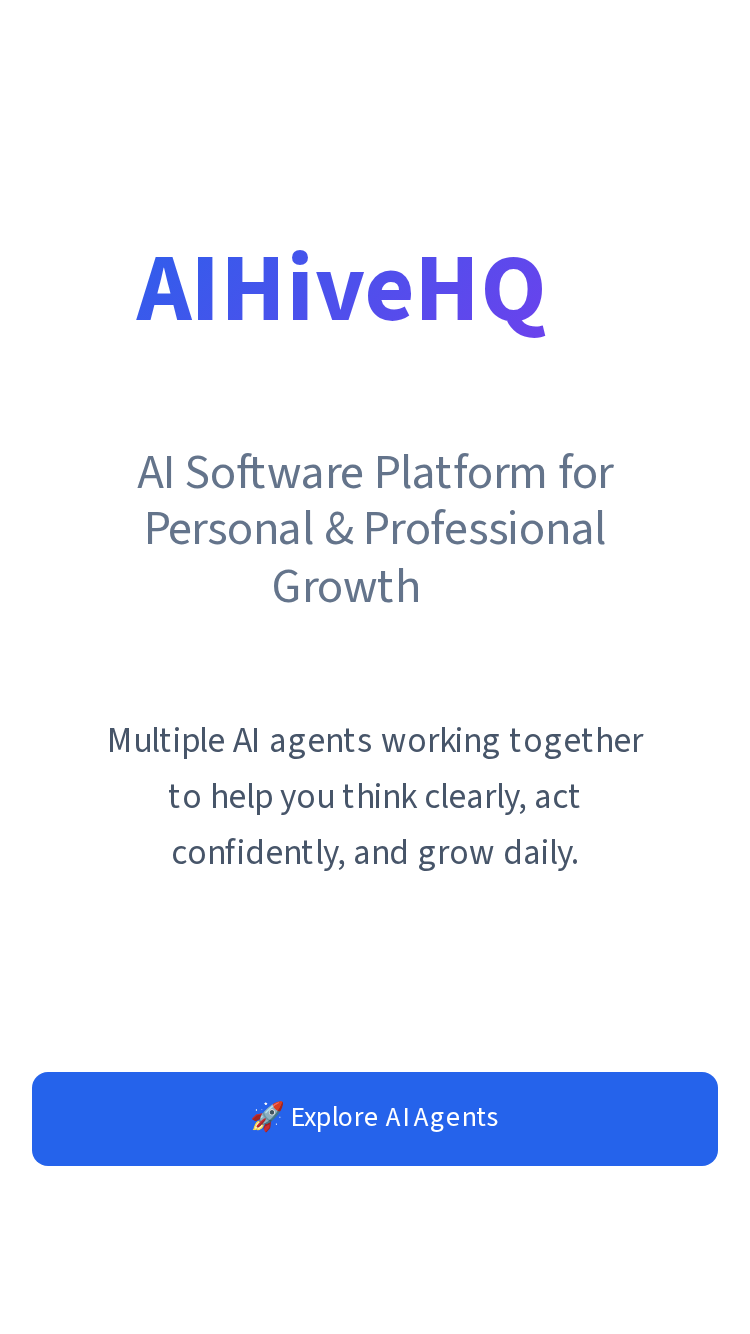 AIHiveHQ
AI Software Platform for
Personal & Professional
Growth
Multiple AI agents working together
to help you think clearly, act
confidently, and grow daily.
🚀 Explore AI Agents